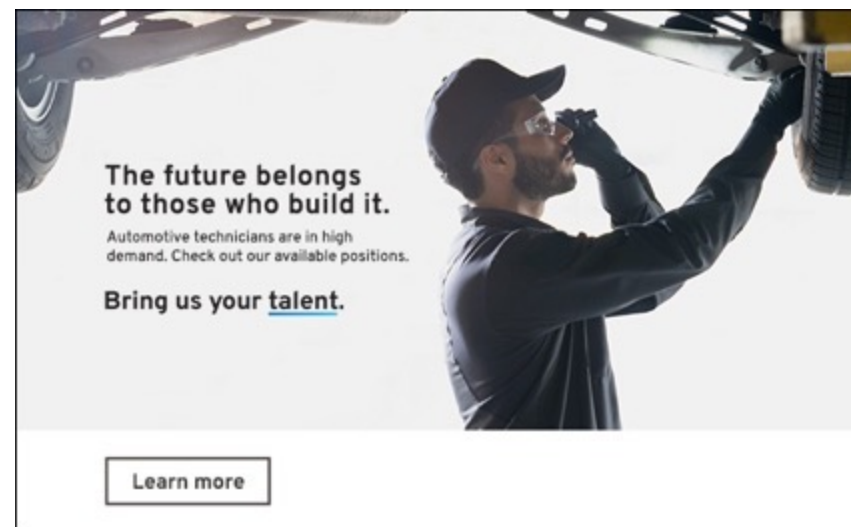 The future belongs
to those who build it.
Automotive technicians are in high
demand. Check out our available positions.
Bring us your talent.
Learn more